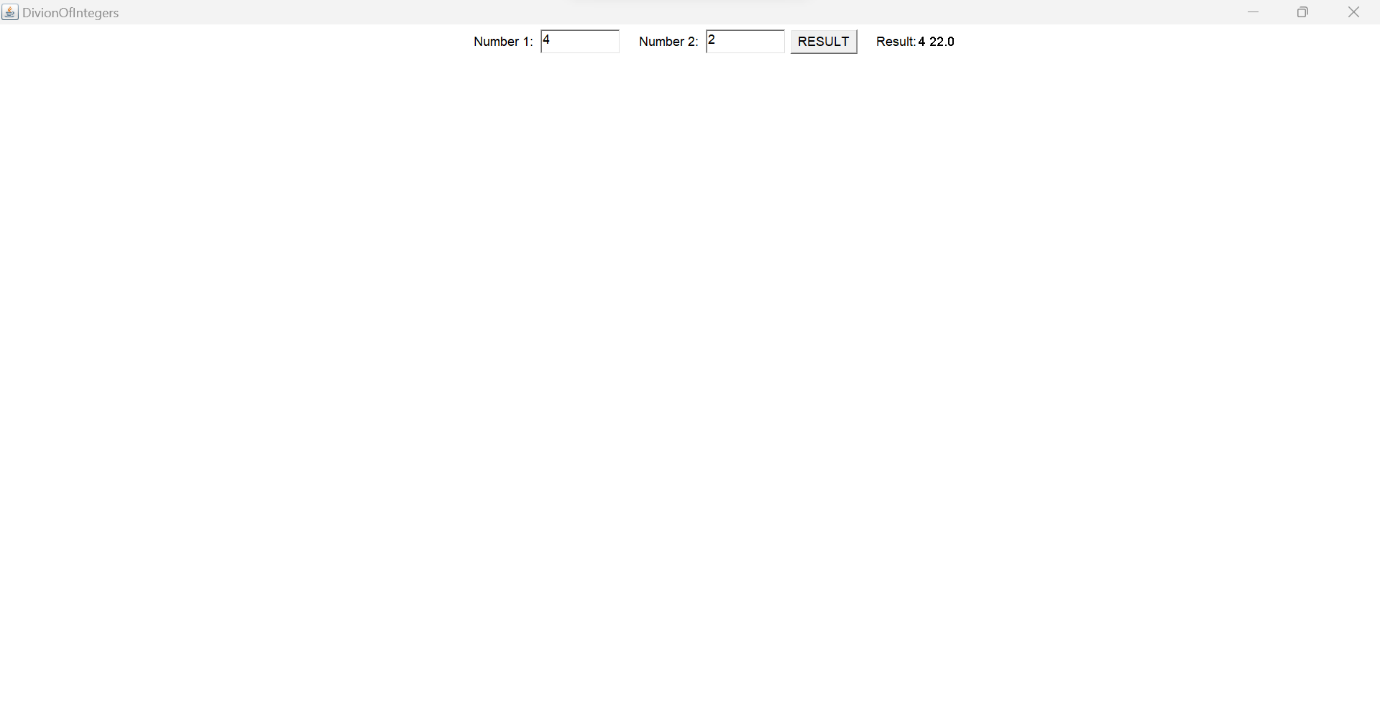 DivionOfIntegers
Number 1: 4 Number 2: 2 RESULT Result: 4 22.0